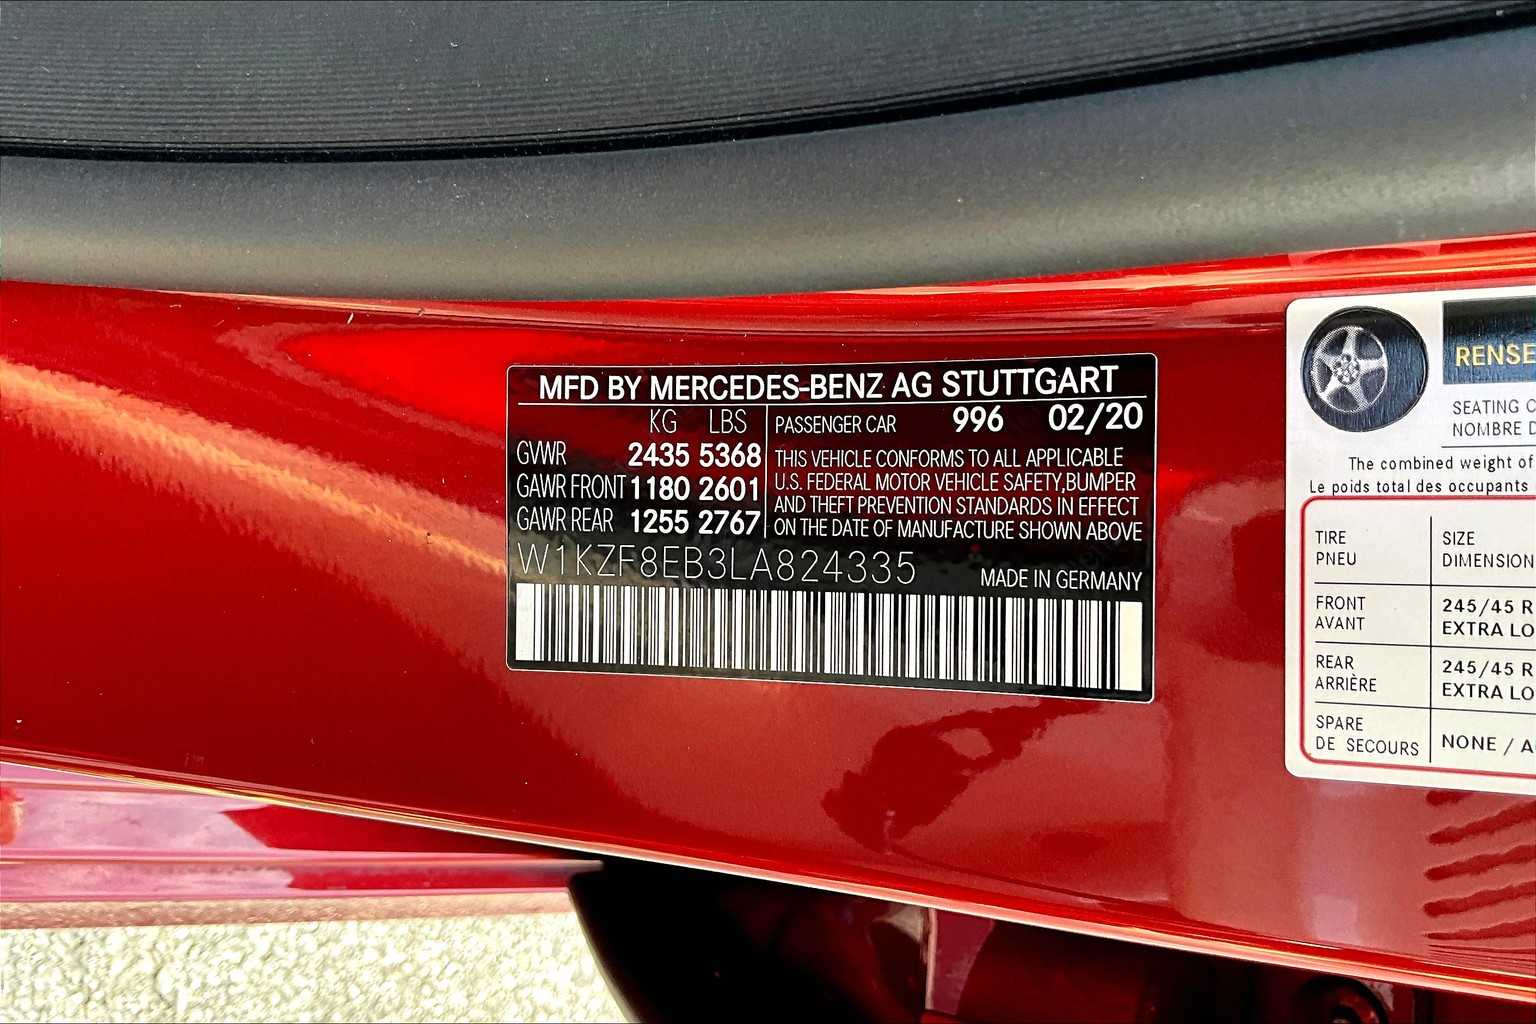 MFD BY MERCEDES-BENZ AG STUTTGART
KG LBS
PASSENGER CAR 996 02/20
GVWR 2435 5368
GAWR FRONT 1180 2601
GAWR REAR 1255 2767
THIS VEHICLE CONFORMS TO ALL APPLICABLE
U.S. FEDERAL MOTOR VEHICLE SAFETY,BUMPER
AND THEFT PREVENTION STANDARDS IN EFFECT
ON THE DATE OF MANUFACTURE SHOWN ABOVE
W1KZF8EB3LA824335
MADE IN GERMANY
RENSE
SEATING C
NOMBRE D
The combined weight of
Le poids total des occupants
TIRE
PNEU
SIZE
DIMENSION
FRONT
AVANT
245/45 R
EXTRA LO
REAR
ARRIÈRE
245/45 R
EXTRA LO
SPARE
DE SECOURS
NONE / A